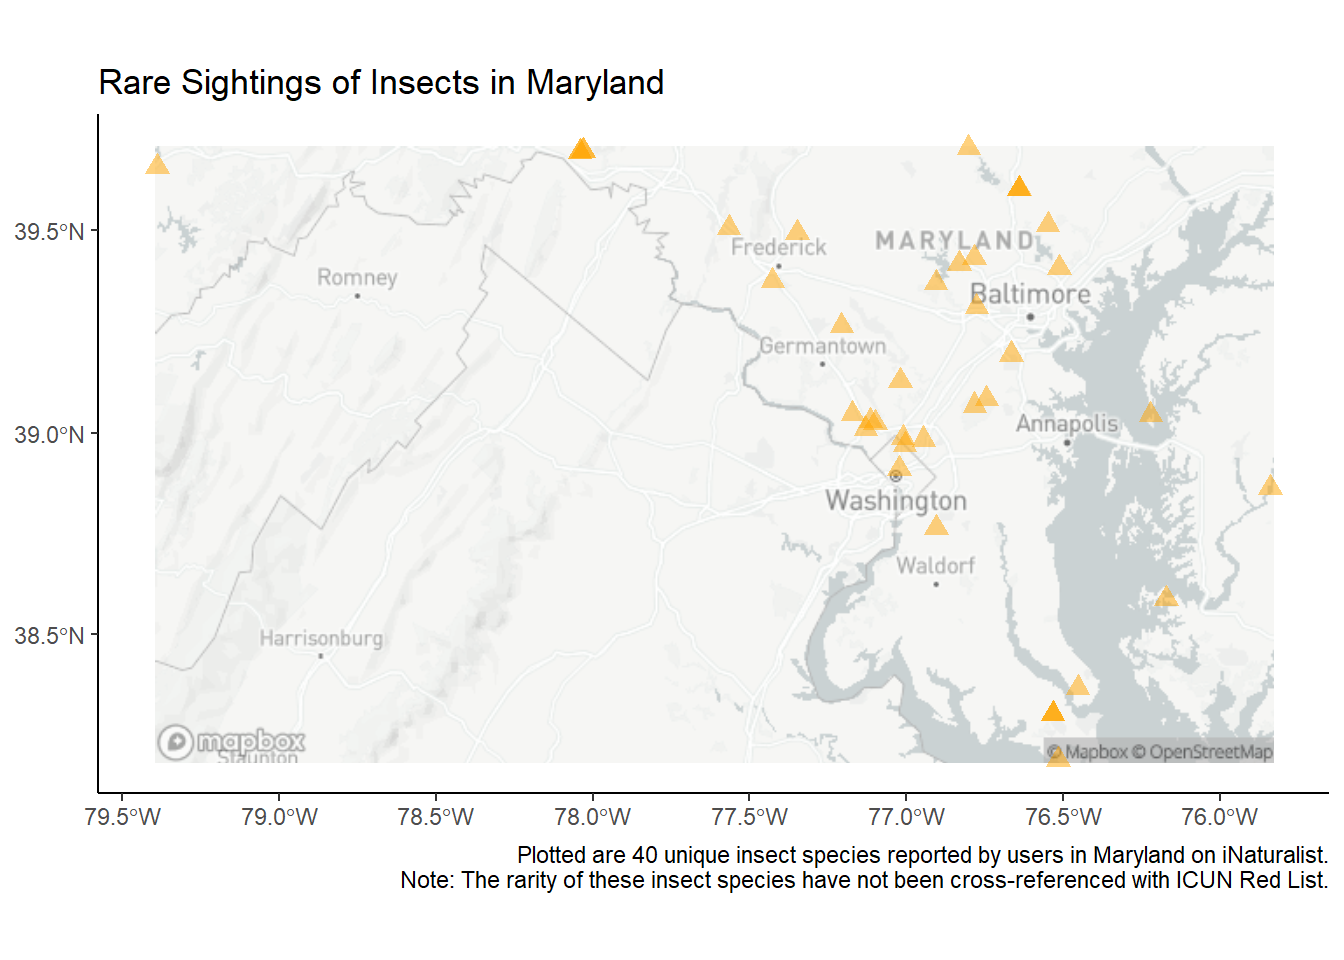 Rare Sightings of Insects in Maryland
39.5°N
39.0°N
38.5°N
Frederick
MARYLAND
Romney
Baltimore
Germantown
Annapolis
Washington
Waldorf
Harrisonburg
mapbox
Staunton
© Mapbox © OpenStreetMap
79.5°W 79.0°W 78.5°W 78.0°W 77.5°W 77.0°W 76.5°W 76.0°W
Plotted are 40 unique insect species reported by users in Maryland on iNaturalist.
Note: The rarity of these insect species have not been cross-referenced with ICUN Red List.